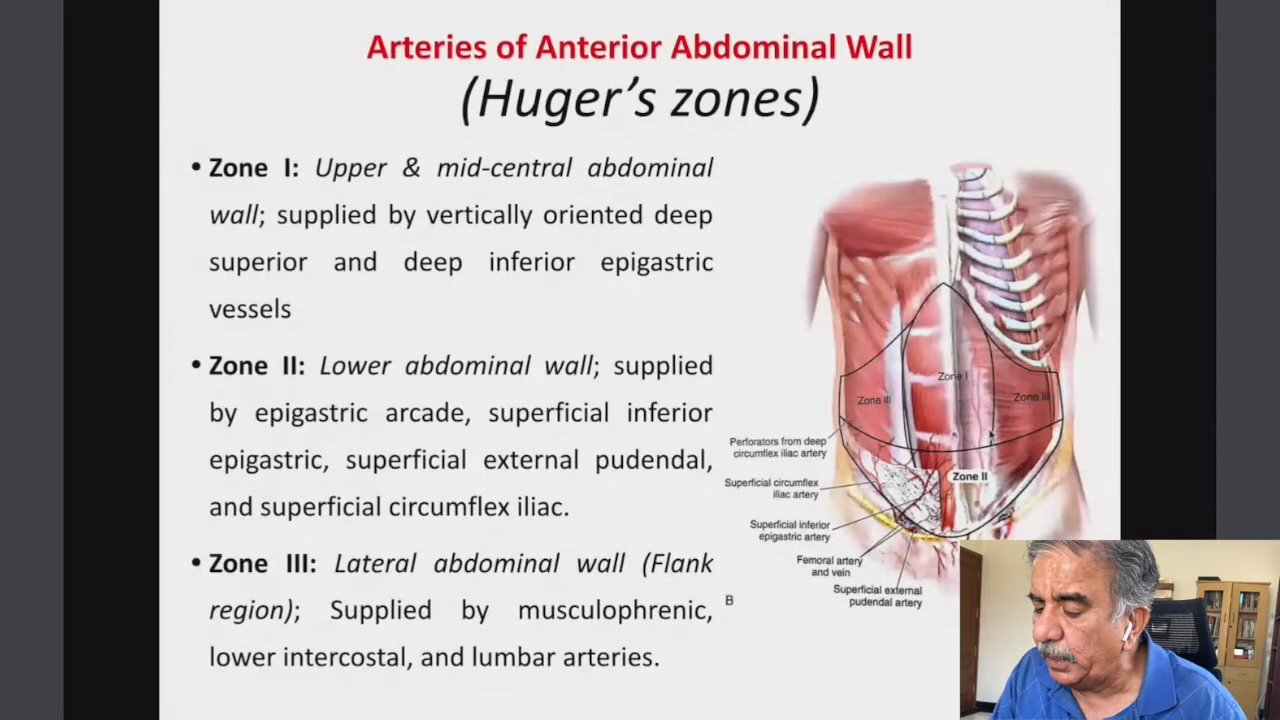 Arteries of Anterior Abdominal Wall
(Huger's zones)
• Zone I: Upper & mid-central abdominal
wall; supplied by vertically oriented deep
superior and deep inferior epigastric
vessels
• Zone II: Lower abdominal wall; supplied
by epigastric arcade, superficial inferior
epigastric, superficial external pudendal,
and superficial circumflex iliac.
• Zone III: Lateral abdominal wall (Flank
region); Supplied by musculophrenic,
lower intercostal, and lumbar arteries.
Zone I
Zone III
Zone III
Perforators from deep
circumflex iliac artery
Zone II
Superficial circumflex
iliac artery
Superficial inferior
epigastric artery
Femoral artery
and vein
Superficial external
pudendal artery
B